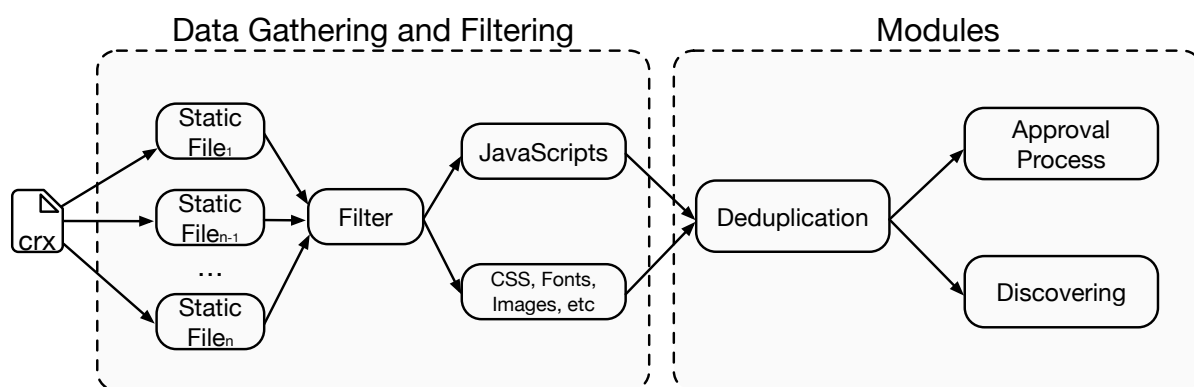 Data Gathering and Filtering
Modules
Static
File₁
Static
Fileₙ₋₁
...
Static
Fileₙ
crx
Filter
JavaScripts
CSS, Fonts,
Images, etc
Deduplication
Approval
Process
Discovering